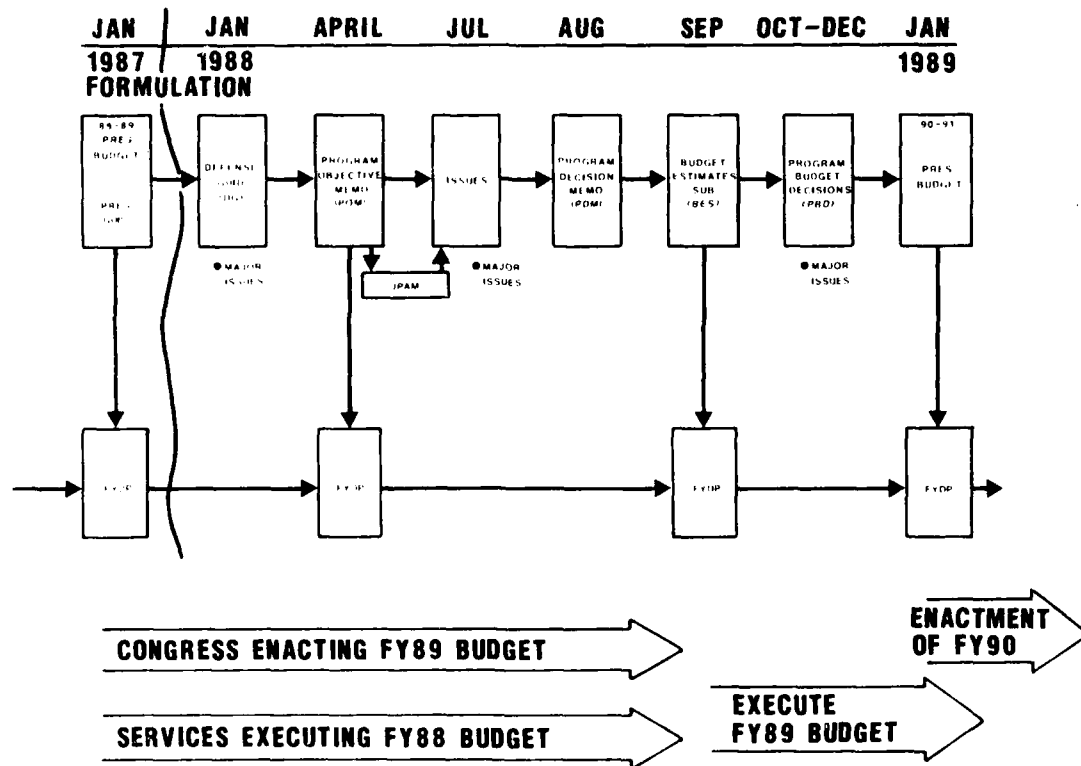 JAN JAN APRIL JUL AUG SEP OCT-DEC JAN
1987 1988 1989
FORMULATION
PRES
BUDGET
PRES
DEFENSE
PROGRAM
OBJECTIVE
MEMO
(POM)
ISSUES
PROGRAM
DECISION
MEMO
(PDM)
BUDGET
ESTIMATES
SUB
(BES)
PROGRAM
BUDGET
DECISIONS
(PBD)
90-91
PRES
BUDGET
● MAJOR
ISSUES
JPAM
● MAJOR
ISSUES
● MAJOR
ISSUES
FYDP
FYDP
FYDP
FYDP
CONGRESS ENACTING FY89 BUDGET
ENACTMENT
OF FY90
SERVICES EXECUTING FY88 BUDGET
EXECUTE
FY89 BUDGET